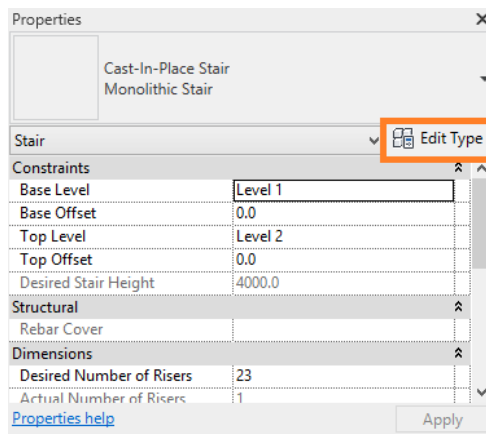 Properties
Cast-In-Place Stair
Monolithic Stair
Stair Edit Type
Constraints
Base Level Level 1
Base Offset 0.0
Top Level Level 2
Top Offset 0.0
Desired Stair Height 4000.0
Structural
Rebar Cover
Dimensions
Desired Number of Risers 23
Actual Number of Risers 1
Properties help Apply